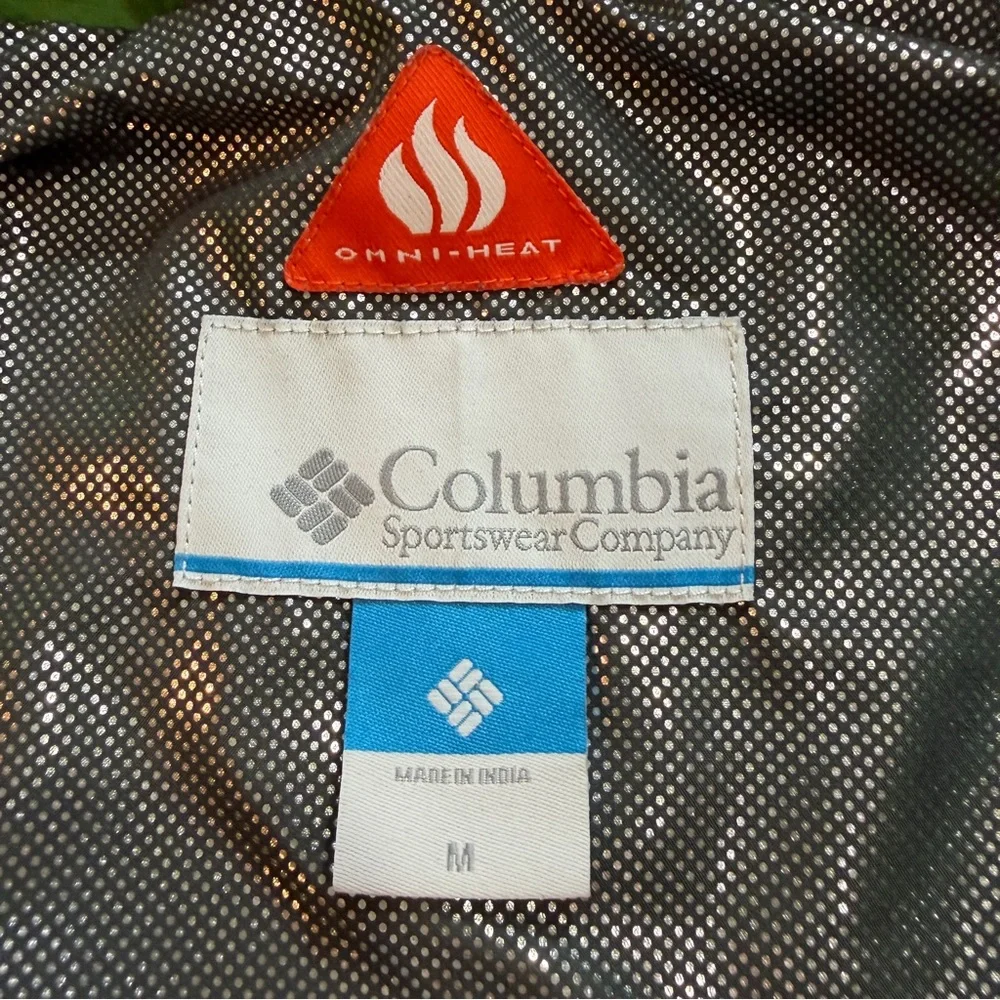 OMNI-HEAT
Columbia
Sportswear Company
MADE IN INDIA
M